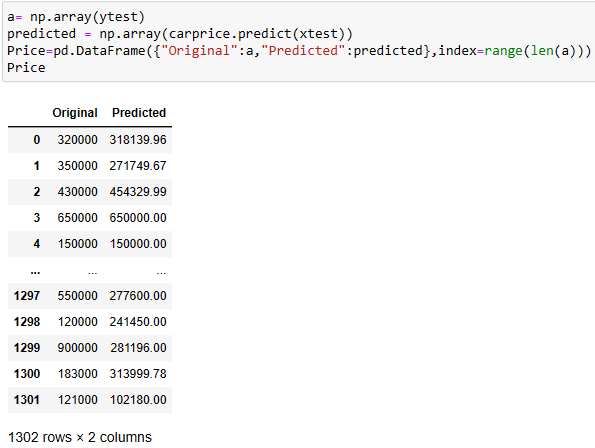 a= np.array(ytest)
predicted = np.array(carprice.predict(xtest))
Price=pd.DataFrame({"Original":a,"Predicted":predicted},index=range(len(a)))
Price
Original Predicted
0 320000 318139.96
1 350000 271749.67
2 430000 454329.99
3 650000 650000.00
4 150000 150000.00
... ... ...
1297 550000 277600.00
1298 120000 241450.00
1299 900000 281196.00
1300 183000 313999.78
1301 121000 102180.00
1302 rows × 2 columns